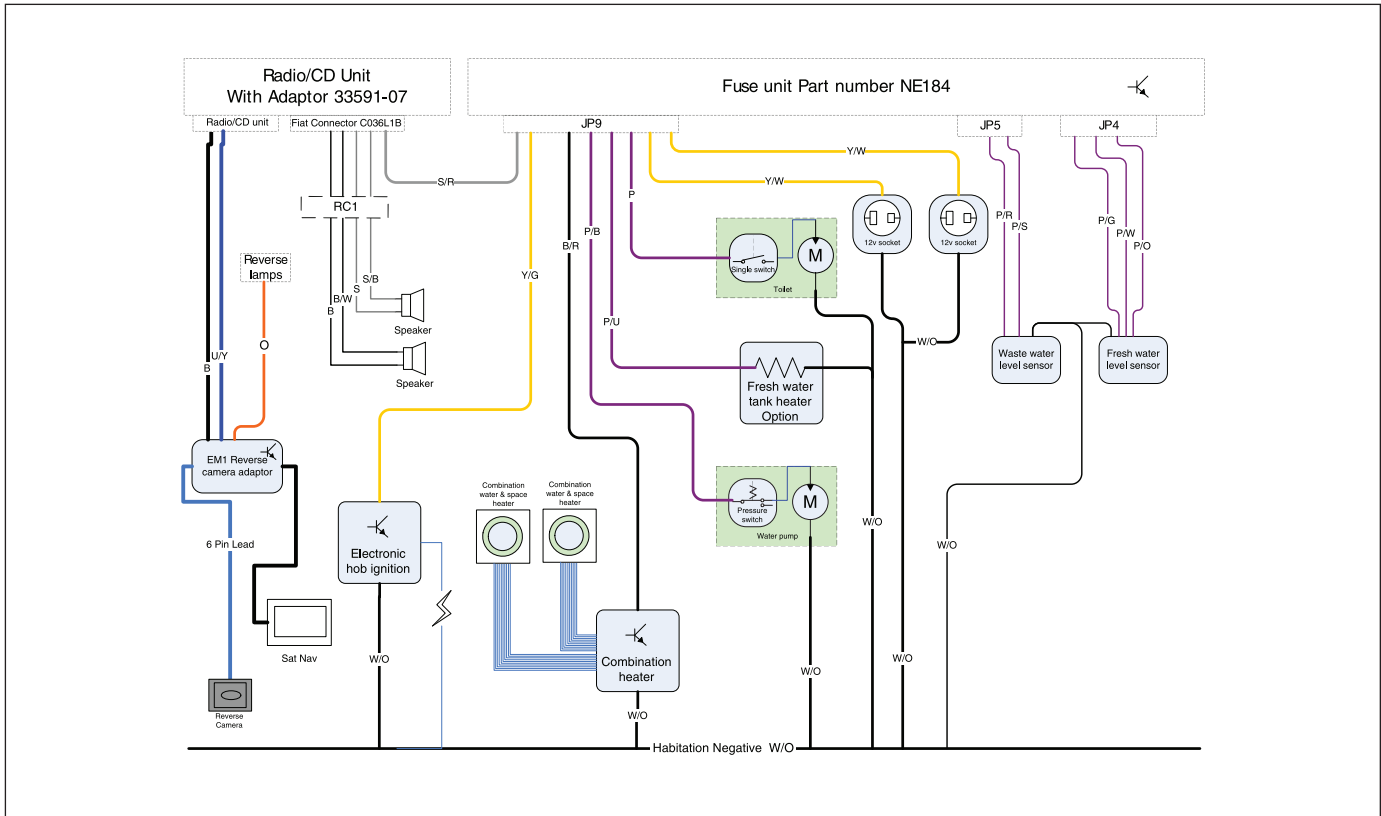 Radio/CD Unit
With Adaptor 33591-07
Fuse unit Part number NE184
Radio/CD unit
Fiat Connector C036L1B
JP9
JP5
JP4
Y/W
Y/W
S/R
RC1
P
P/R
P/S
P/G
P/W
P/O
P/B
B/R
Y/G
12v socket
12v socket
Reverse
lamps
Single switch
M
Toilet
S/B
S
B/W
B
Speaker
Speaker
P/U
W/O
O
U/Y
B
Waste water
level sensor
Fresh water
level sensor
Fresh water
tank heater
Option
EM1 Reverse
camera adaptor
Combination
water & space
heater
Combination
water & space
heater
Pressure
switch
M
Water pump
6 Pin Lead
Electronic
hob ignition
W/O
W/O
Sat Nav
W/O
W/O
W/O
Combination
heater
W/O
Reverse
Camera
Habitation Negative W/O